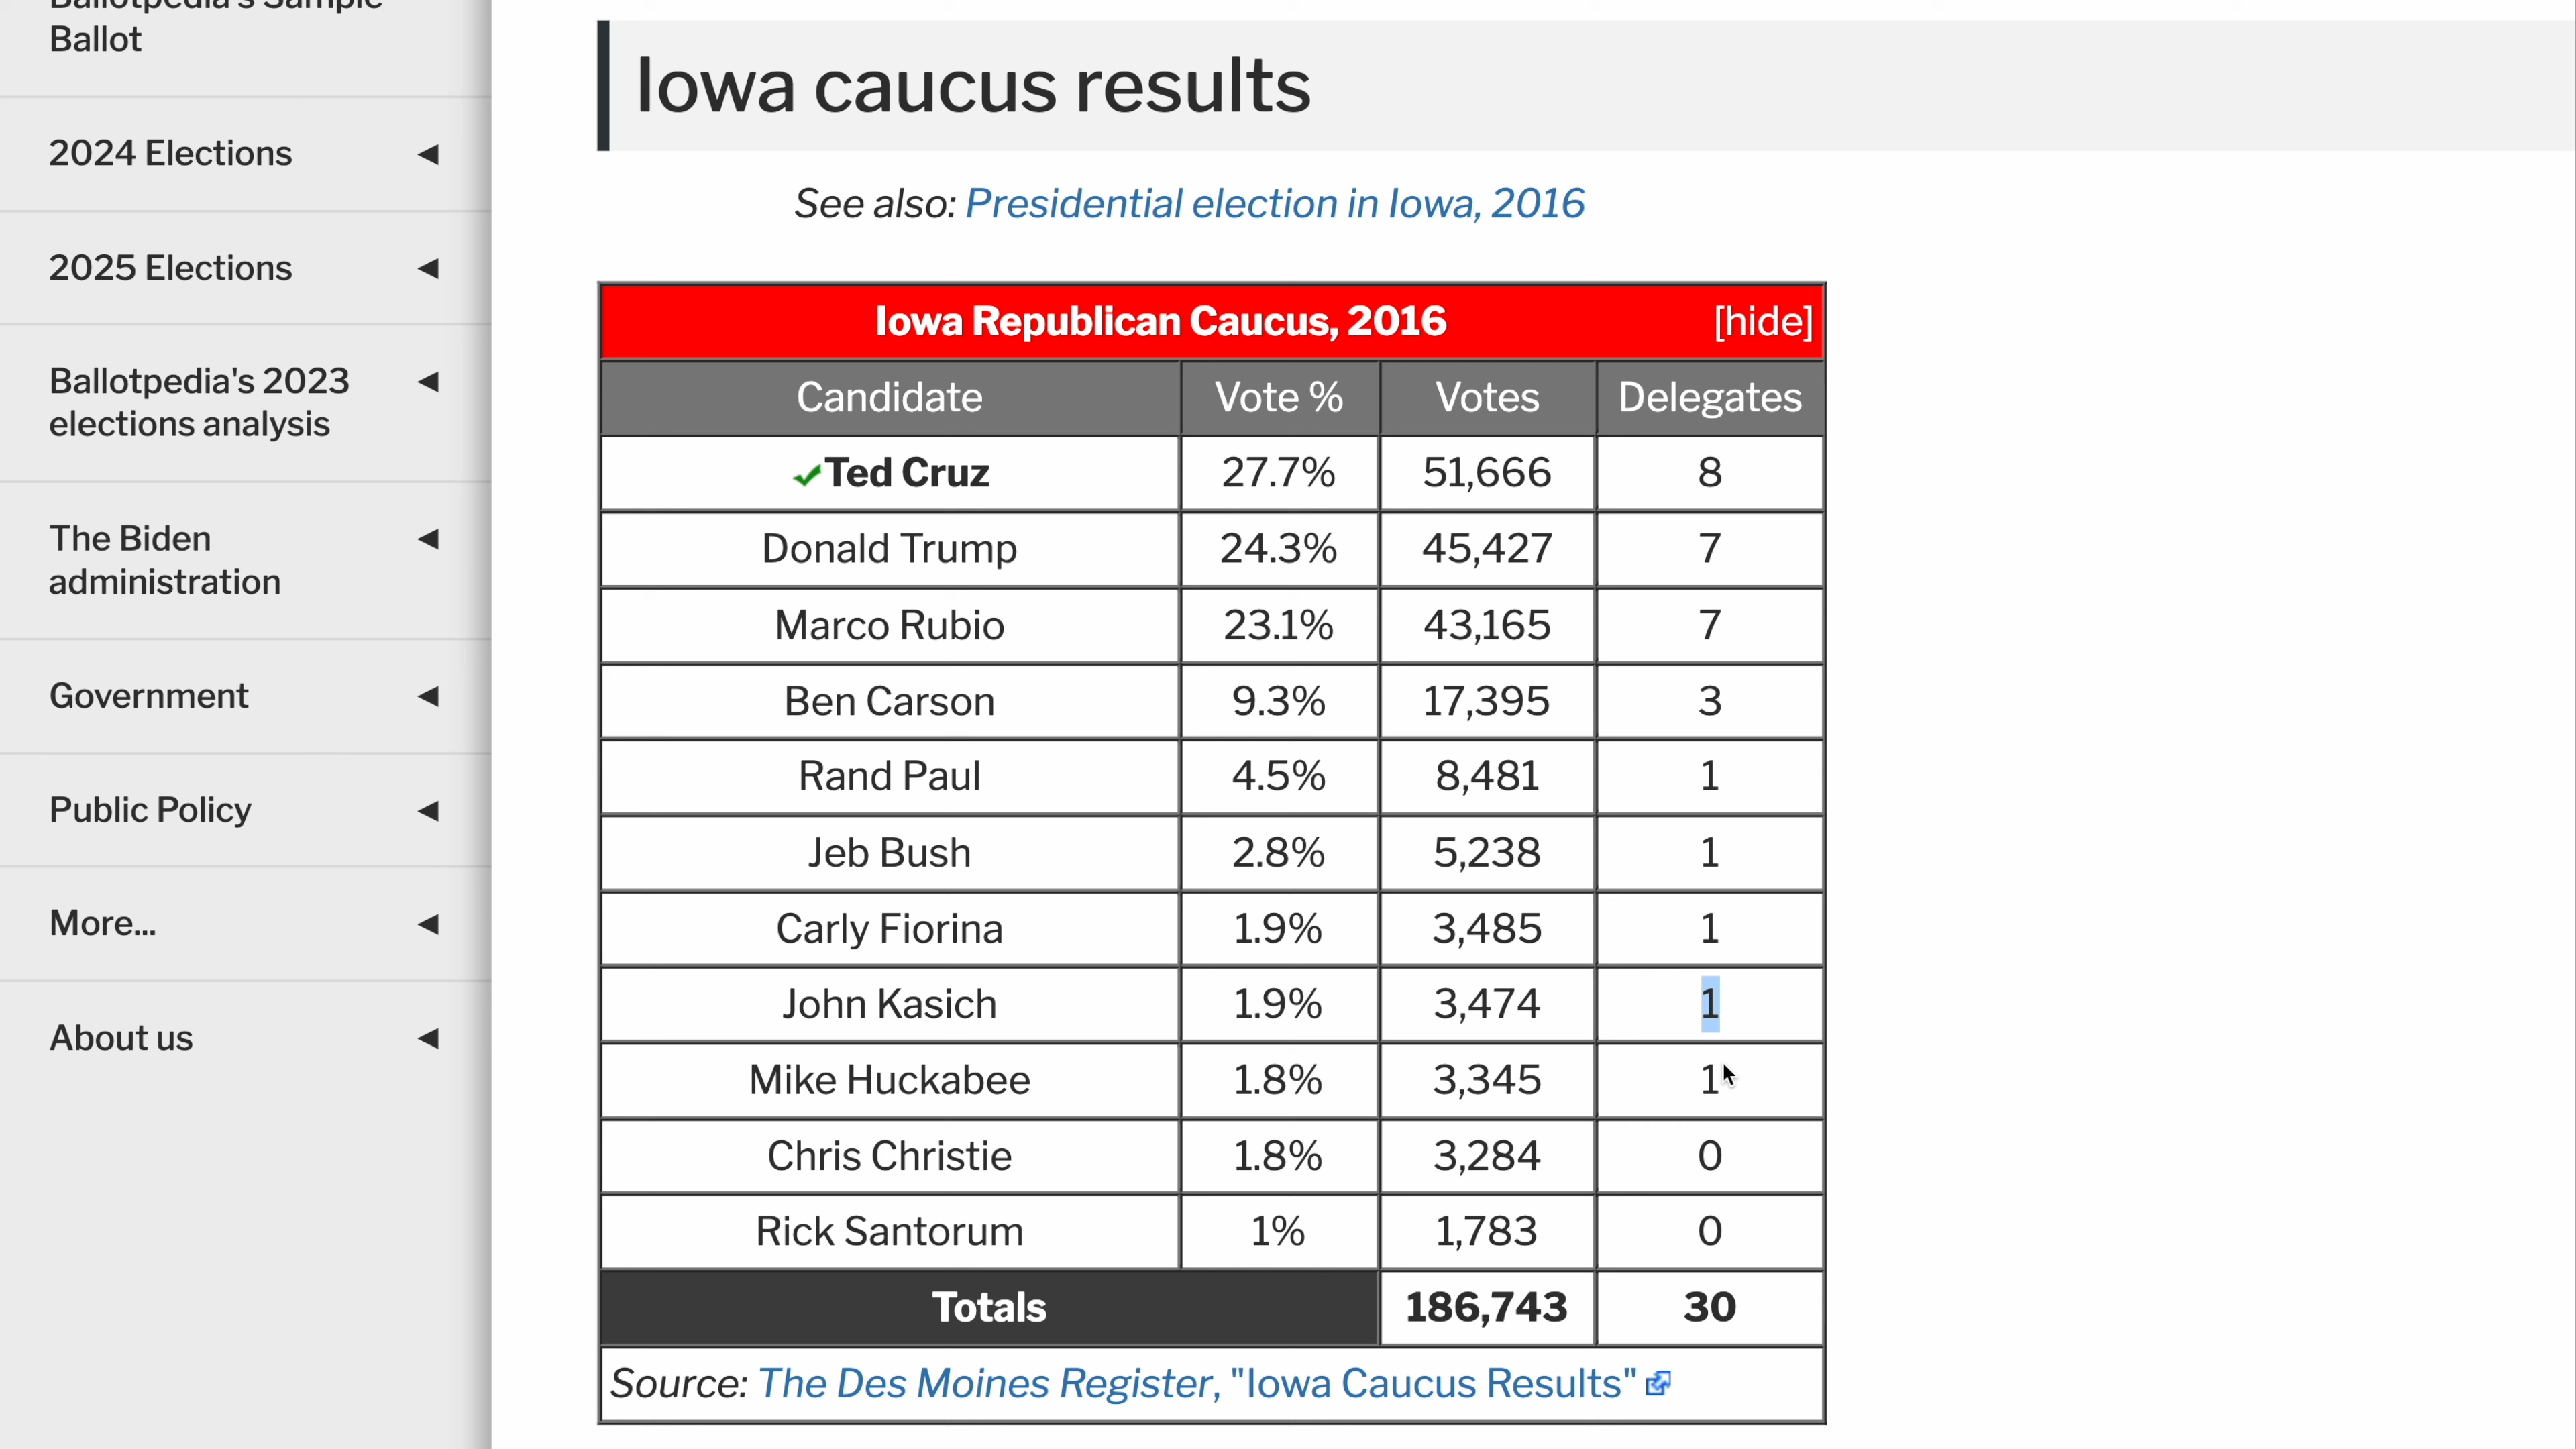 Ballotpedia's Sample
Ballot
2024 Elections
2025 Elections
Ballotpedia's 2023
elections analysis
The Biden
administration
Government
Public Policy
More...
About us
Iowa caucus results
See also: Presidential election in Iowa, 2016
Iowa Republican Caucus, 2016 [hide]
Candidate Vote % Votes Delegates
Ted Cruz 27.7% 51,666 8
Donald Trump 24.3% 45,427 7
Marco Rubio 23.1% 43,165 7
Ben Carson 9.3% 17,395 3
Rand Paul 4.5% 8,481 1
Jeb Bush 2.8% 5,238 1
Carly Fiorina 1.9% 3,485 1
John Kasich 1.9% 3,474 1
Mike Huckabee 1.8% 3,345 1
Chris Christie 1.8% 3,284 0
Rick Santorum 1% 1,783 0
Totals 186,743 30
Source: The Des Moines Register, "Iowa Caucus Results"